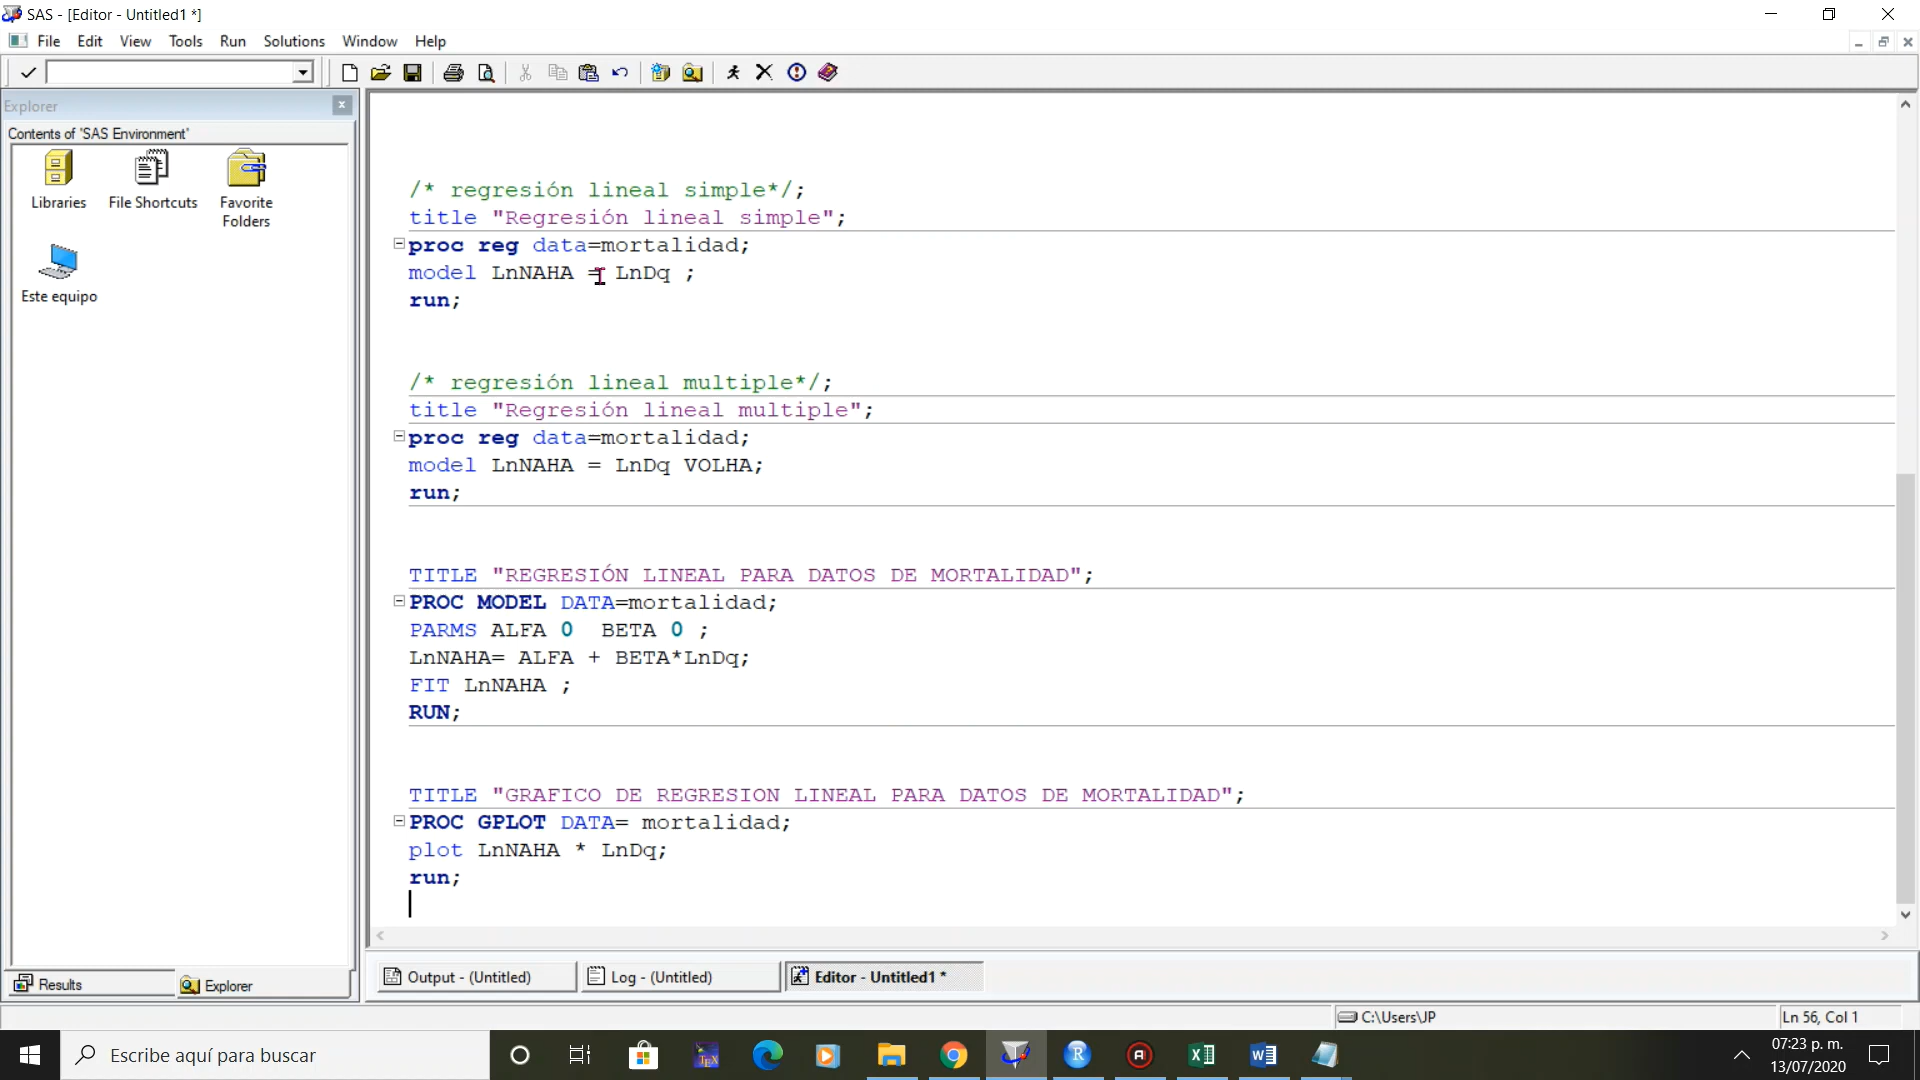 SAS - [Editor - Untitled1 *]
File Edit View Tools Run Solutions Window Help
Explorer
Contents of 'SAS Environment'
Libraries File Shortcuts Favorite Folders
Este equipo
/* regresión lineal simple*/;
title "Regresión lineal simple";
proc reg data=mortalidad;
model LnNAHA = LnDq ;
run;
/* regresión lineal multiple*/;
title "Regresión lineal multiple";
proc reg data=mortalidad;
model LnNAHA = LnDq VOLHA;
run;
TITLE "REGRESIÓN LINEAL PARA DATOS DE MORTALIDAD";
PROC MODEL DATA=mortalidad;
PARMS ALFA 0 BETA 0 ;
LnNAHA= ALFA + BETA*LnDq;
FIT LnNAHA ;
RUN;
TITLE "GRAFICO DE REGRESION LINEAL PARA DATOS DE MORTALIDAD";
PROC GPLOT DATA= mortalidad;
plot LnNAHA * LnDq;
run;
Results Explorer
Output - (Untitled) Log - (Untitled) Editor - Untitled1 *
C:\Users\JP Ln 56, Col 1
Escribe aquí para buscar
07:23 p. m.
13/07/2020